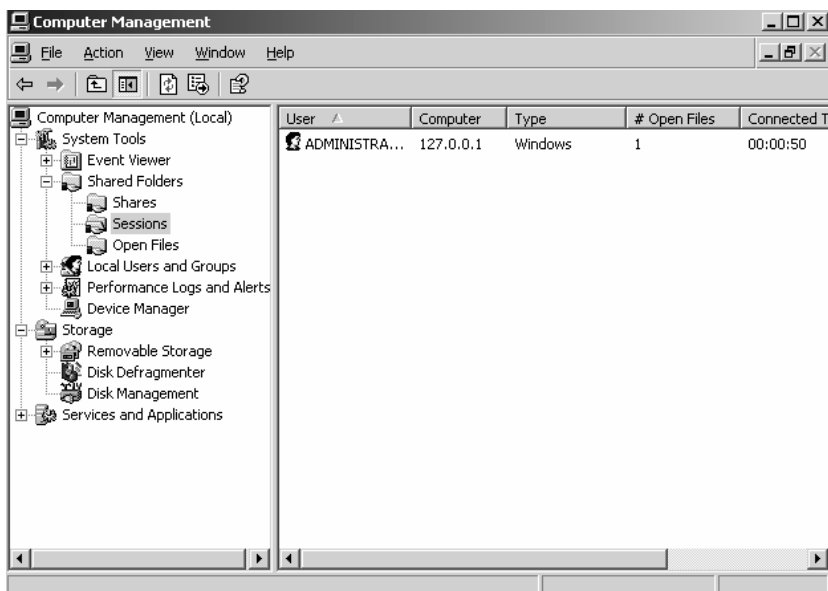 Computer Management
File Action View Window Help
Computer Management (Local)
System Tools
Event Viewer
Shared Folders
Shares
Sessions
Open Files
Local Users and Groups
Performance Logs and Alerts
Device Manager
Storage
Removable Storage
Disk Defragmenter
Disk Management
Services and Applications
User Computer Type # Open Files Connected T
ADMINISTRA... 127.0.0.1 Windows 1 00:00:50